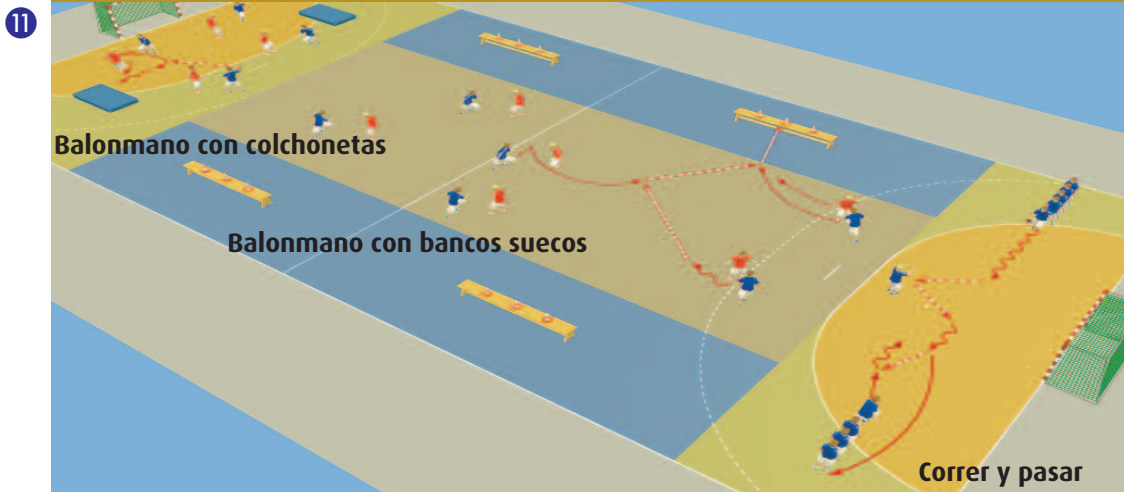 11
Balonmano con colchonetas
Balonmano con bancos suecos
Correr y pasar